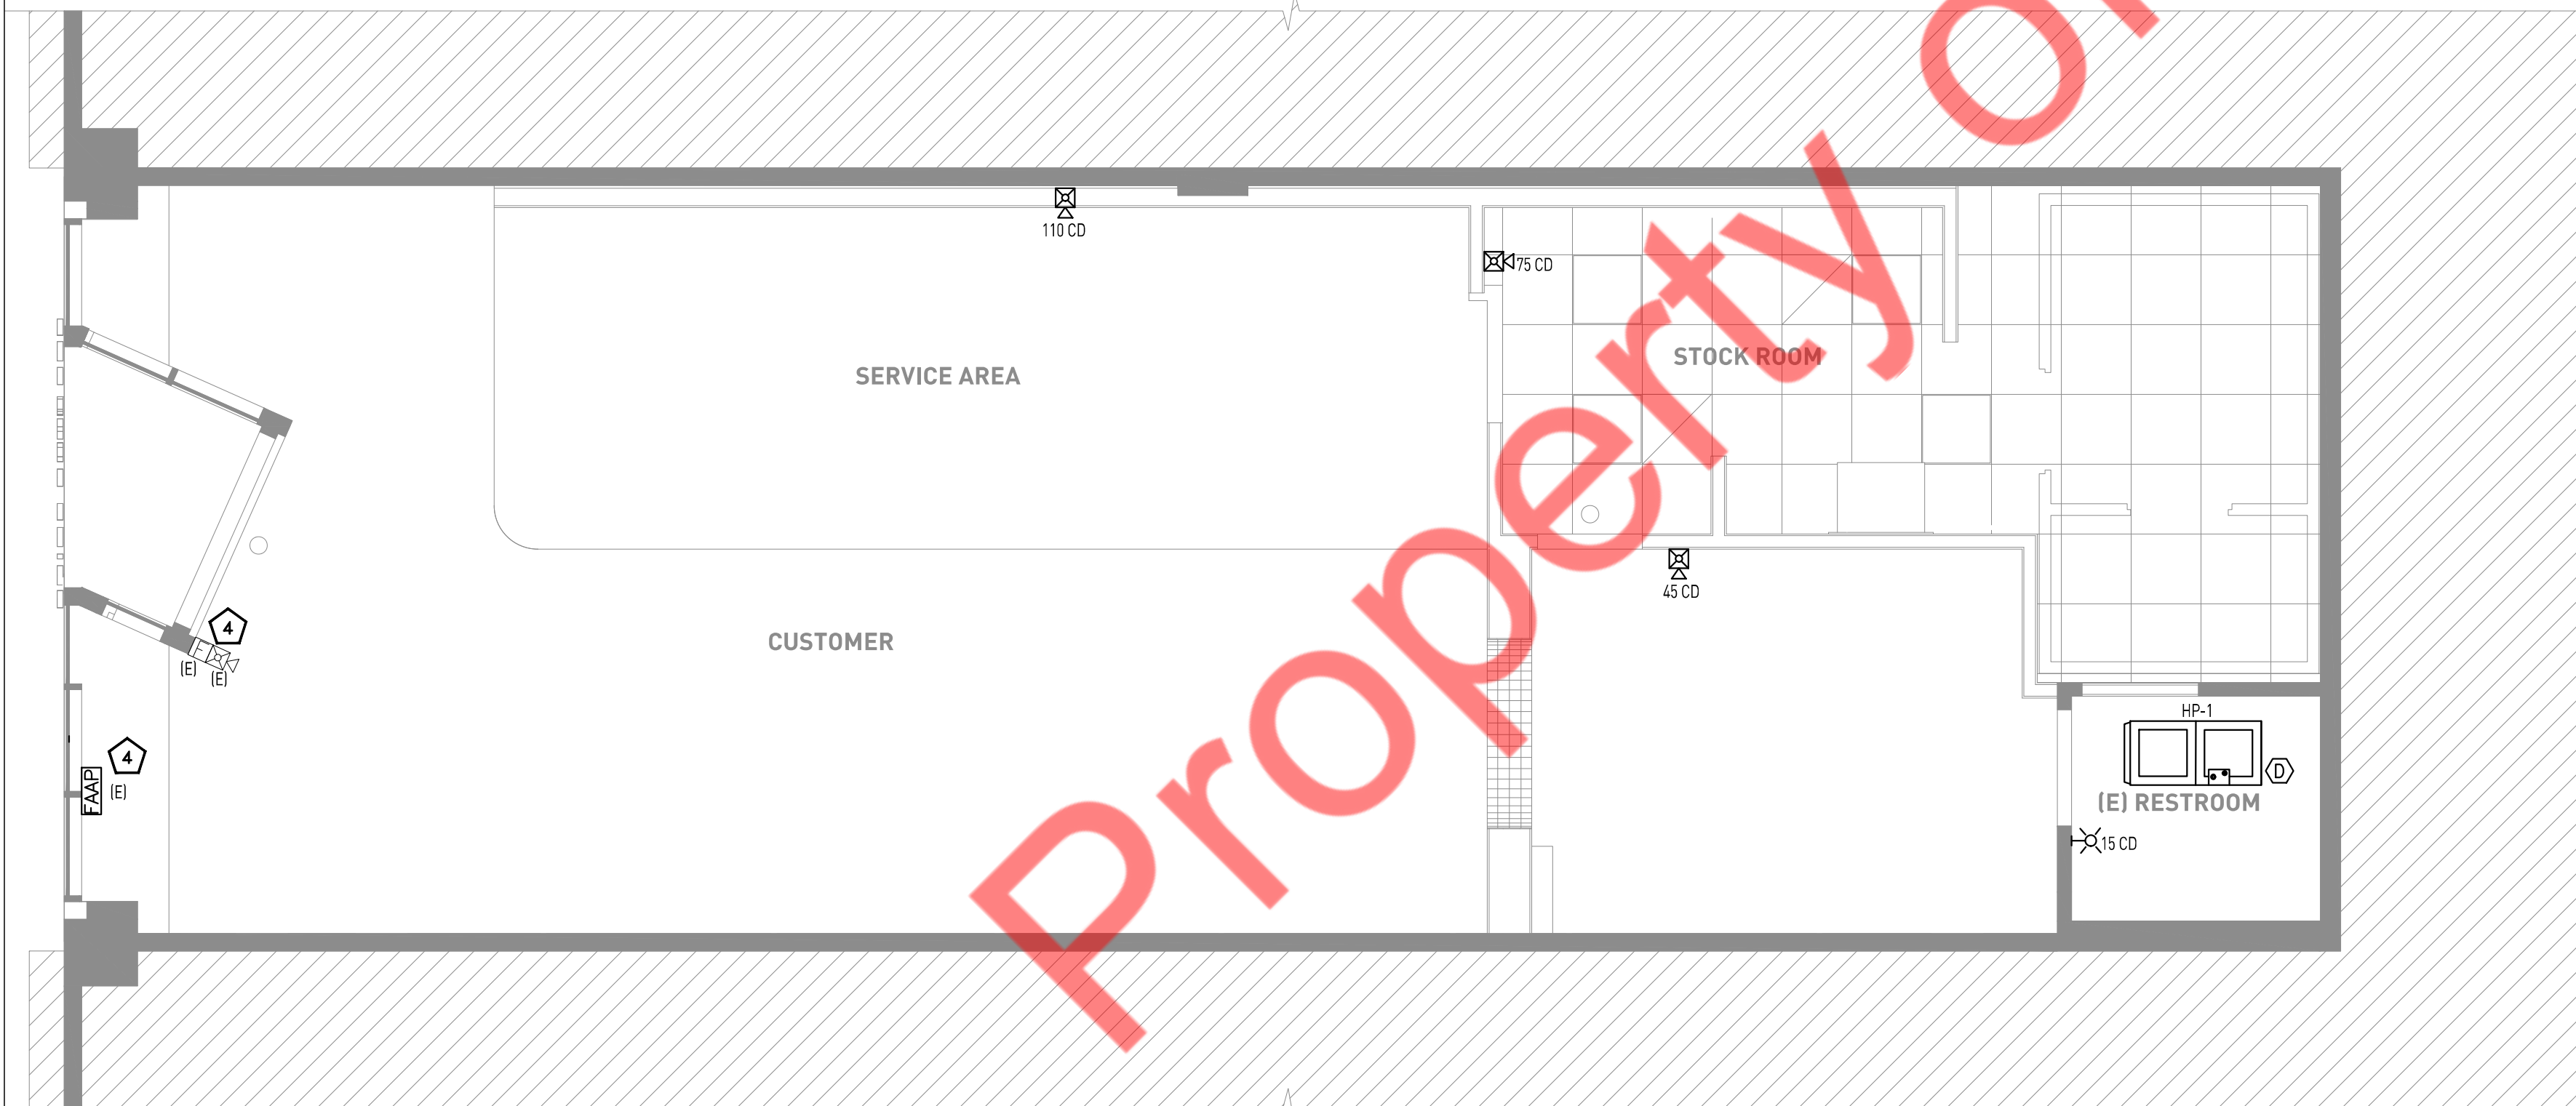 110 CD
75 CD
STOCK ROOM
SERVICE AREA
45 CD
4
F
CUSTOMER
(E)
(E)
HP-1
4
D
FAAP
(E)
(E) RESTROOM
15 CD
Property of